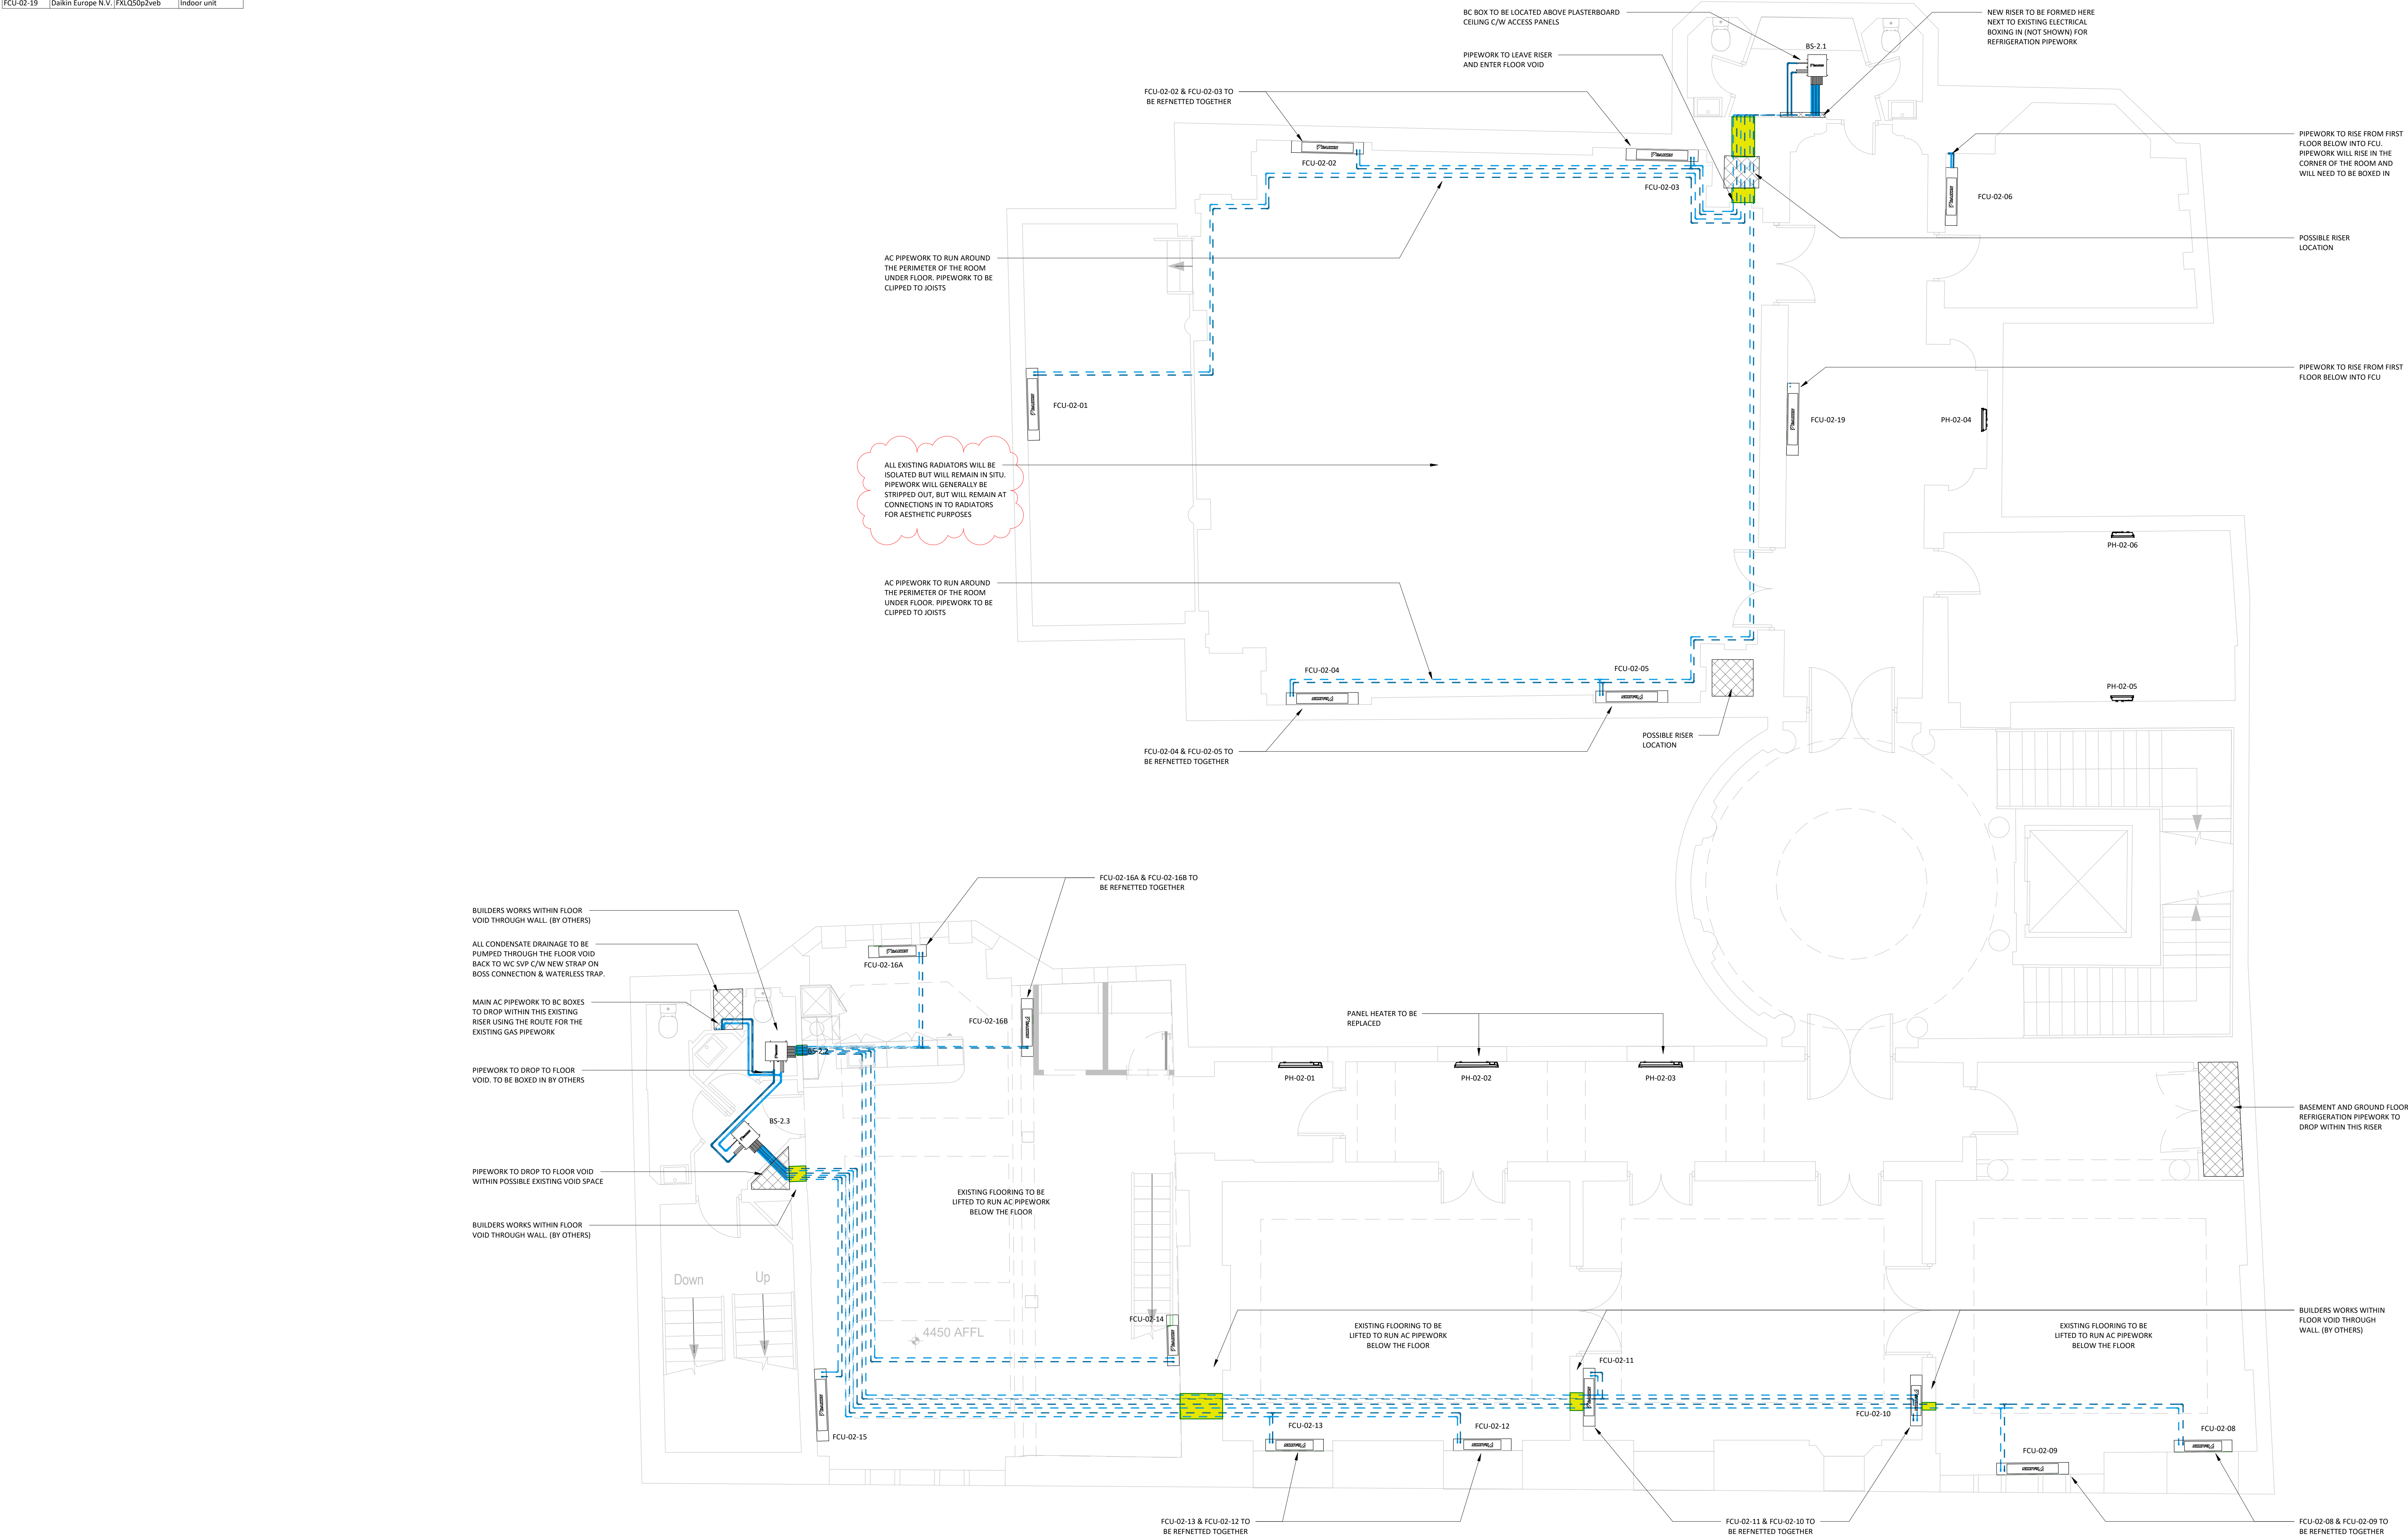 FCU-02-19 Daikin Europe N.V. FXLQ50p2veb Indoor unit
BC BOX TO BE LOCATED ABOVE PLASTERBOARD
CEILING C/W ACCESS PANELS
NEW RISER TO BE FORMED HERE
NEXT TO EXISTING ELECTRICAL
BOXING IN (NOT SHOWN) FOR
REFRIGERATION PIPEWORK
BS-2.1
PIPEWORK TO LEAVE RISER
AND ENTER FLOOR VOID
FCU-02-02 & FCU-02-03 TO
BE REFNETTED TOGETHER
PIPEWORK TO RISE FROM FIRST
FLOOR BELOW INTO FCU.
PIPEWORK WILL RISE IN THE
CORNER OF THE ROOM AND
WILL NEED TO BE BOXED IN
FCU-02-02
FCU-02-03
FCU-02-06
POSSIBLE RISER
LOCATION
AC PIPEWORK TO RUN AROUND
THE PERIMETER OF THE ROOM
UNDER FLOOR. PIPEWORK TO BE
CLIPPED TO JOISTS
PIPEWORK TO RISE FROM FIRST
FLOOR BELOW INTO FCU
FCU-02-01
FCU-02-19
PH-02-04
ALL EXISTING RADIATORS WILL BE
ISOLATED BUT WILL REMAIN IN SITU.
PIPEWORK WILL GENERALLY BE
STRIPPED OUT, BUT WILL REMAIN AT
CONNECTIONS IN TO RADIATORS
FOR AESTHETIC PURPOSES
PH-02-06
AC PIPEWORK TO RUN AROUND
THE PERIMETER OF THE ROOM
UNDER FLOOR. PIPEWORK TO BE
CLIPPED TO JOISTS
FCU-02-04
FCU-02-05
PH-02-05
POSSIBLE RISER
LOCATION
FCU-02-04 & FCU-02-05 TO
BE REFNETTED TOGETHER
FCU-02-16A & FCU-02-16B TO
BE REFNETTED TOGETHER
BUILDERS WORKS WITHIN FLOOR
VOID THROUGH WALL. (BY OTHERS)
ALL CONDENSATE DRAINAGE TO BE
PUMPED THROUGH THE FLOOR VOID
BACK TO WC SVP C/W NEW STRAP ON
BOSS CONNECTION & WATERLESS TRAP.
FCU-02-16A
MAIN AC PIPEWORK TO BC BOXES
TO DROP WITHIN THIS EXISTING
RISER USING THE ROUTE FOR THE
EXISTING GAS PIPEWORK
FCU-02-16B
PANEL HEATER TO BE
REPLACED
BS-2.2
PIPEWORK TO DROP TO FLOOR
VOID. TO BE BOXED IN BY OTHERS
PH-02-01
PH-02-02
PH-02-03
BS-2.3
BASEMENT AND GROUND FLOOR
REFRIGERATION PIPEWORK TO
DROP WITHIN THIS RISER
PIPEWORK TO DROP TO FLOOR VOID
WITHIN POSSIBLE EXISTING VOID SPACE
EXISTING FLOORING TO BE
LIFTED TO RUN AC PIPEWORK
BELOW THE FLOOR
BUILDERS WORKS WITHIN FLOOR
VOID THROUGH WALL. (BY OTHERS)
Down
Up
BUILDERS WORKS WITHIN
FLOOR VOID THROUGH
WALL. (BY OTHERS)
FCU-02-14
4450 AFFL
EXISTING FLOORING TO BE
LIFTED TO RUN AC PIPEWORK
BELOW THE FLOOR
EXISTING FLOORING TO BE
LIFTED TO RUN AC PIPEWORK
BELOW THE FLOOR
FCU-02-11
FCU-02-10
FCU-02-15
FCU-02-13
FCU-02-12
FCU-02-08
FCU-02-09
FCU-02-13 & FCU-02-12 TO
BE REFNETTED TOGETHER
FCU-02-11 & FCU-02-10 TO
BE REFNETTED TOGETHER
FCU-02-08 & FCU-02-09 TO
BE REFNETTED TOGETHER